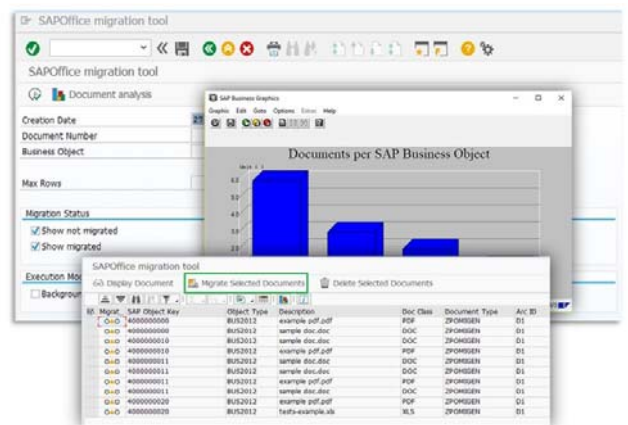 SAPOffice migration tool
SAPOffice migration tool
Document analysis
Creation Date
Document Number
Business Object
Max Rows
Migration Status
Show not migrated
Show migrated
Execution Mod
Backgroun
SAP Business Graphics
Graphic Edit Goto Options Extras Help
Documents per SAP Business Object
SAPOffice migration tool
Display Document Migrate Selected Documents Delete Selected Documents
Migrat. SAP Object Key Object Type Description Doc Class Document Type Arc ID
4000000000 BUS2012 example pdf.pdf PDF ZPOMIGEN D1
4000000000 BUS2012 sample doc.doc DOC ZPOMIGEN D1
4000000010 BUS2012 sample doc.doc DOC ZPOMIGEN D1
4000000010 BUS2012 example pdf.pdf PDF ZPOMIGEN D1
4000000011 BUS2012 sample doc.doc DOC ZPOMIGEN D1
4000000011 BUS2012 sample doc.doc DOC ZPOMIGEN D1
4000000011 BUS2012 example pdf.pdf PDF ZPOMIGEN D1
4000000011 BUS2012 sample doc.doc DOC ZPOMIGEN D1
4000000020 BUS2012 example pdf.pdf PDF ZPOMIGEN D1
4000000020 BUS2012 tests-example.xls XLS ZPOMIGEN D1